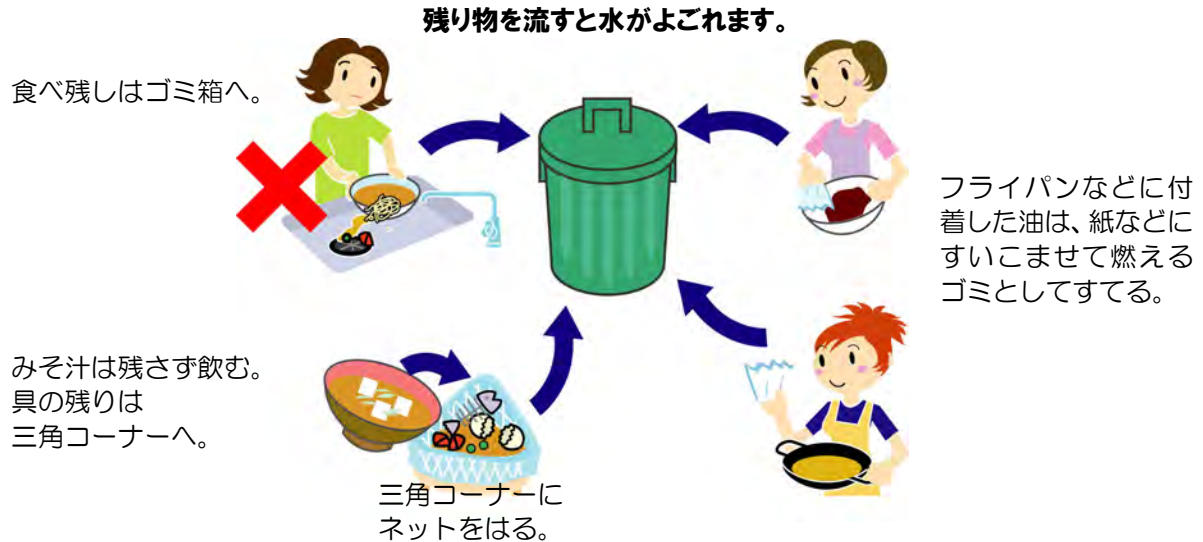 残り物を流すと水がよごれます。
食べ残しはゴミ箱へ。
フライパンなどに付
着した油は、紙などに
すいこませて燃える
ゴミとしてすてる。
みそ汁は残さず飲む。
具の残りは
三角コーナーへ。
三角コーナーに
ネットをはる。